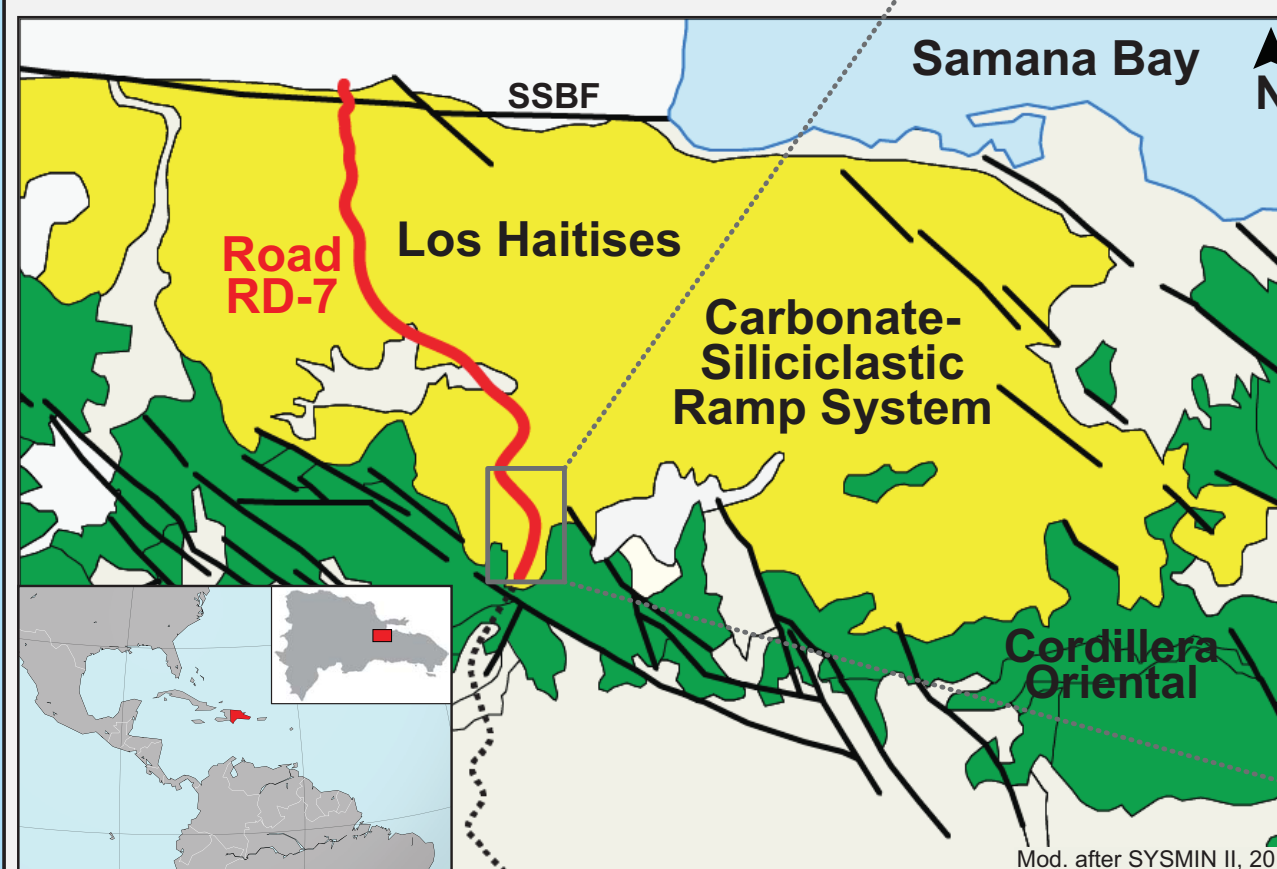 Samana Bay
N
SSBF
Los Haitises
Road
RD-7
Carbonate-
Siliciclastic
Ramp System
Cordillera
Oriental
Mod. after SYSMIN II, 20